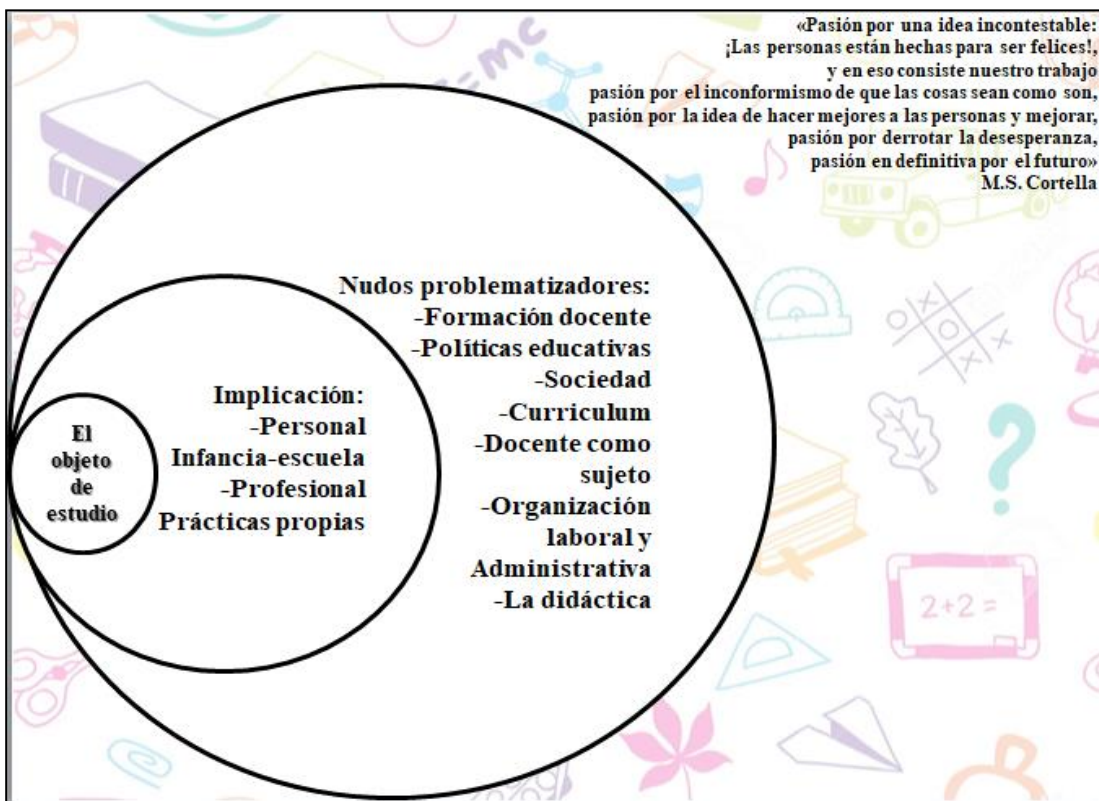 «Pasión por una idea incontestable:
¡Las personas están hechas para ser felices!,
y en eso consiste nuestro trabajo
pasión por el inconformismo de que las cosas sean como son,
pasión por la idea de hacer mejores a las personas y mejorar,
pasión por derrotar la desesperanza,
pasión en definitiva por el futuro»
M.S. Cortella
=MC
El
objeto
de
estudio
Implicación:
-Personal
Infancia-escuela
-Profesional
Prácticas propias
Nudos problematizadores:
-Formación docente
-Políticas educativas
-Sociedad
-Curriculum
-Docente como
sujeto
-Organización
laboral y
Administrativa
-La didáctica
?
2+2=